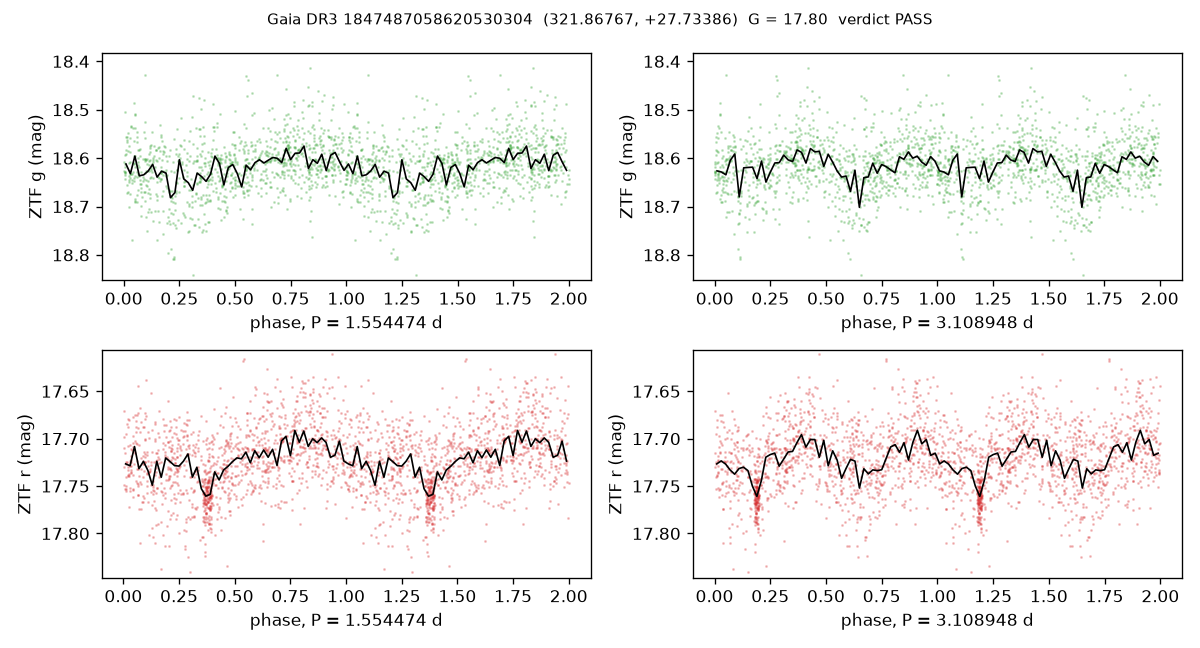 Gaia DR3 1847487058620530304 (321.86767, +27.73386) G = 17.80 verdict PASS
ZTF g (mag)
18.4
18.5
18.6
18.7
18.8
0.00 0.25 0.50 0.75 1.00 1.25 1.50 1.75 2.00
phase, P = 1.554474 d
ZTF g (mag)
18.4
18.5
18.6
18.7
18.8
0.00 0.25 0.50 0.75 1.00 1.25 1.50 1.75 2.00
phase, P = 3.108948 d
ZTF r (mag)
17.65
17.70
17.75
17.80
0.00 0.25 0.50 0.75 1.00 1.25 1.50 1.75 2.00
phase, P = 1.554474 d
ZTF r (mag)
17.65
17.70
17.75
17.80
0.00 0.25 0.50 0.75 1.00 1.25 1.50 1.75 2.00
phase, P = 3.108948 d